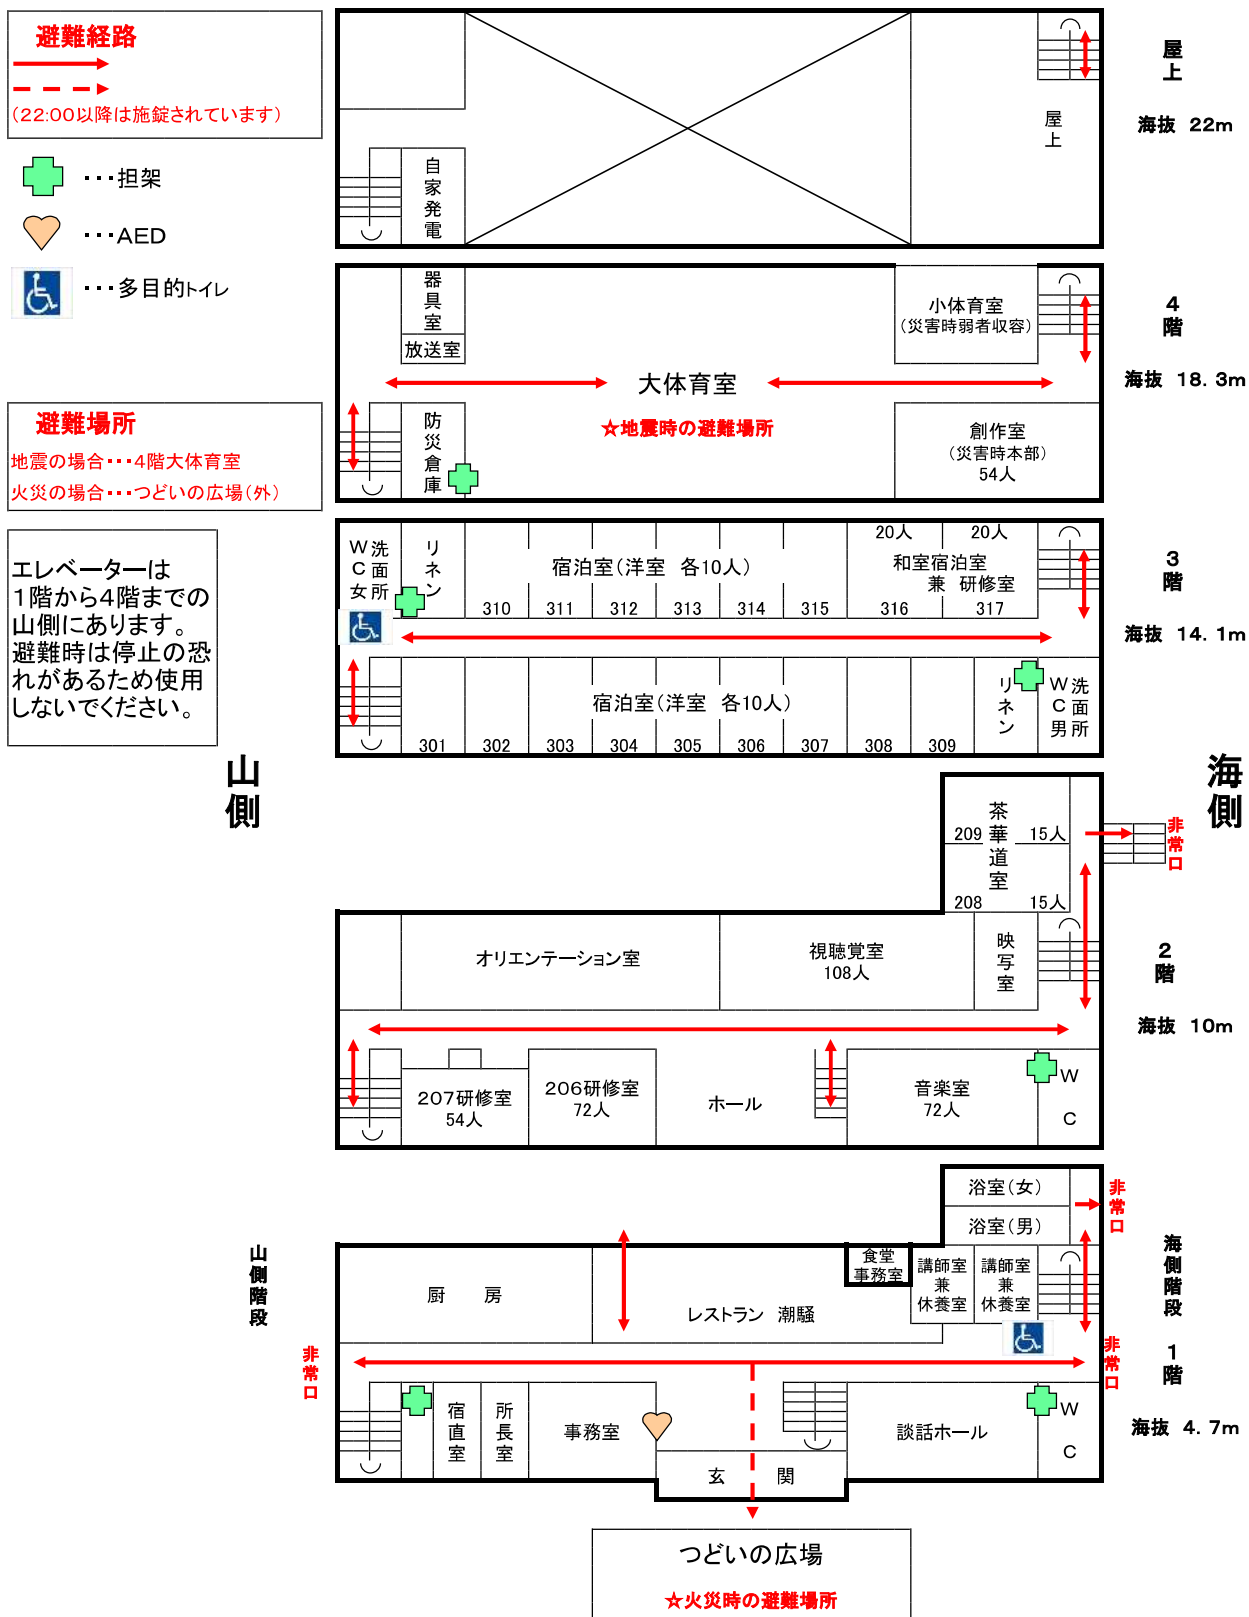 避難経路
(22:00以降は施錠されています)
・・・担架
・・・AED
・・・多目的トイレ
避難場所
地震の場合・・・4階大体育室
火災の場合・・・つどいの広場(外)
エレベーターは
1階から4階までの
山側にあります。
避難時は停止の恐
れがあるため使用
しないでください。
山側
海側
屋上
海抜 22m
屋上
自家発電
4階
海抜 18.3m
器具室
放送室
小体育室
(災害時弱者収容)
大体育室
☆地震時の避難場所
防災倉庫
創作室
(災害時本部)
54人
3階
海抜 14.1m
WC女
洗面所
リネン
宿泊室(洋室 各10人)
20人
20人
和室宿泊室
兼 研修室
310
311
312
313
314
315
316
317
宿泊室(洋室 各10人)
リネン
WC男
洗面所
301
302
303
304
305
306
307
308
309
茶華道室
209
15人
208
15人
非常口
2階
海抜 10m
オリエンテーション室
視聴覚室
108人
映写室
207研修室
54人
206研修室
72人
ホール
音楽室
72人
WC
浴室(女)
浴室(男)
非常口
山側階段
海側階段
1階
海抜 4.7m
厨 房
レストラン 潮騒
食堂
事務室
講師室
兼
休養室
講師室
兼
休養室
非常口
非常口
宿直室
所長室
事務室
談話ホール
WC
玄 関
つどいの広場
☆火災時の避難場所